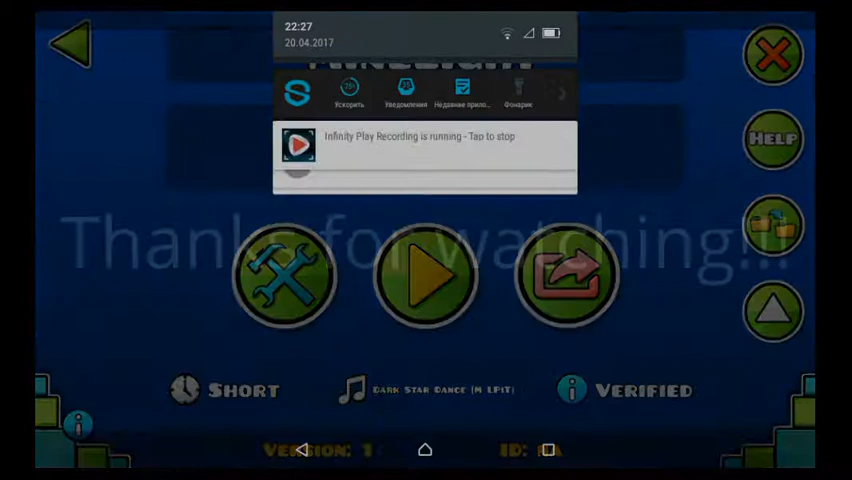 22:27
20.04.2017
75%
Ускорить
Уведомления
Недавние прило...
Фонарик
Infinity Play Recording is running - Tap to stop
HELP
Thanks for watching!!!
SHORT
DARK STAR DANCE (M LPIT)
VERIFIED
VERSION: 1
ID: NA